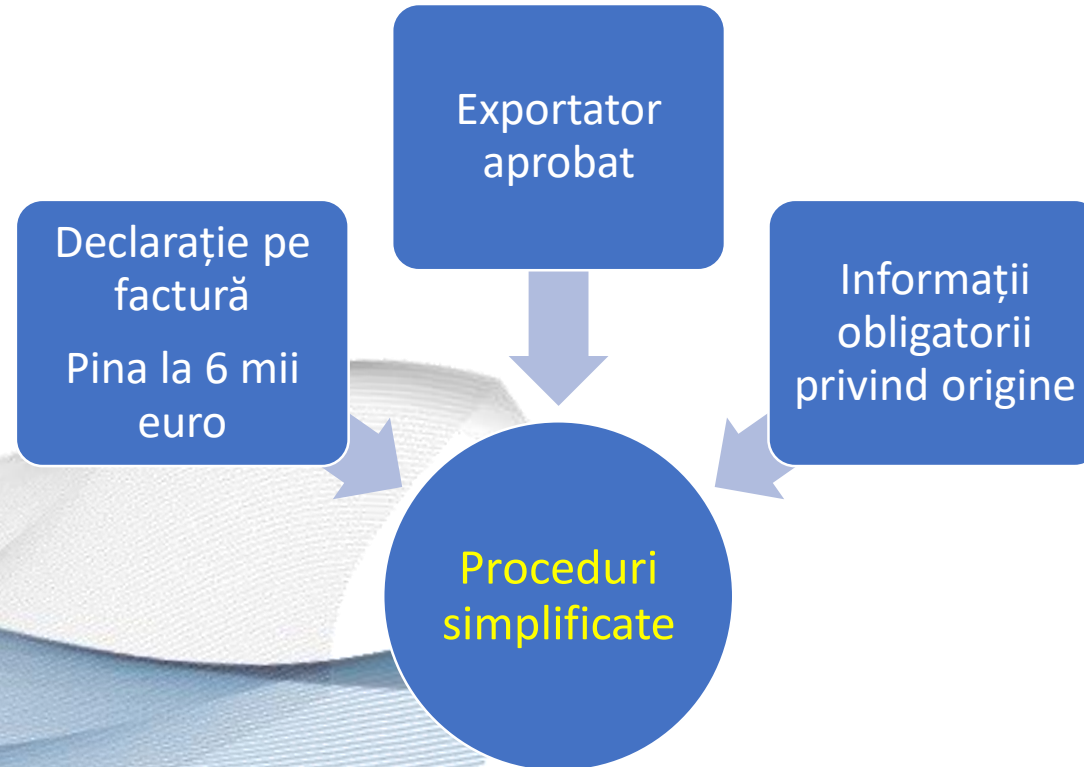 Exportator
aprobat
Declarație pe
factură
Pina la 6 mii
euro
Informații
obligatorii
privind origine
Proceduri
simplificate